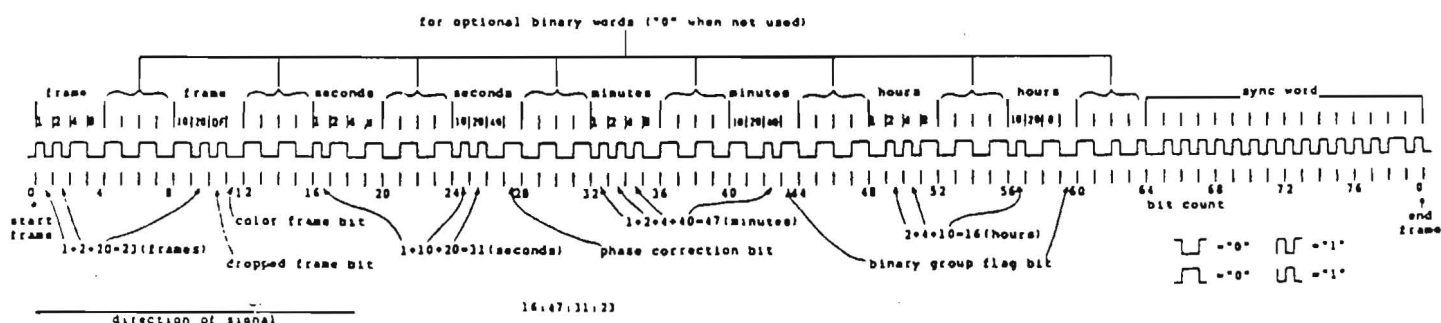 for optional binary words ("0" when not used)
frame frame seconds seconds minutes minutes hours hours sync word
1 2 4 8 10 20 DF 1 2 4 8 10 20 40 1 2 4 8 10 20 40 1 2 4 8 10 20 0
0 4 8 12 16 20 24 28 32 36 40 44 48 52 56 60 64 68 72 76 0
bit count
start frame
color frame bit
1+2+20=23(frames)
dropped frame bit
1+10+20=31(seconds)
phase correction bit
1+2+4+40=47(minutes)
binary group flag bit
2+4+10=16(hours)
end frame
="0" ="1"
="0" ="1"
16:47:31:23
direction of signal